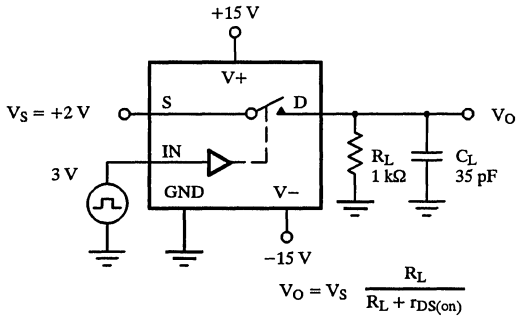 +15 V
V+
S
D
V_S = +2 V
V_O
IN
3 V
R_L
1 kΩ
C_L
35 pF
GND
V−
−15 V
V_O = V_S R_L / (R_L + r_DS(on))